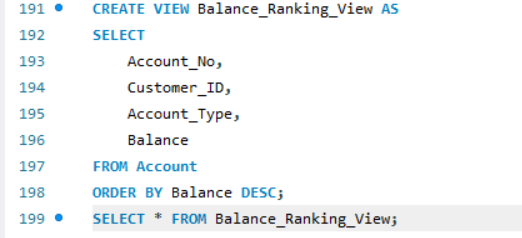 191 CREATE VIEW Balance_Ranking_View AS
192 SELECT
193 Account_No,
194 Customer_ID,
195 Account_Type,
196 Balance
197 FROM Account
198 ORDER BY Balance DESC;
199 SELECT * FROM Balance_Ranking_View;